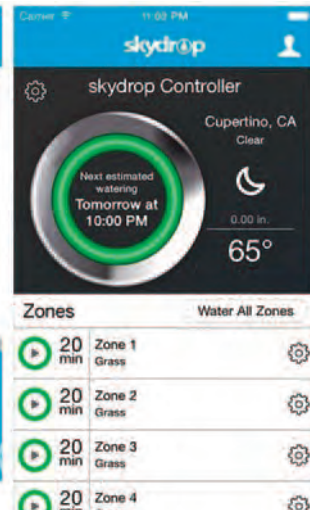 Carrier 11:03 PM
skydrop
skydrop Controller
Cupertino, CA
Clear
Next estimated
watering
Tomorrow at
10:00 PM
0.00 in.
65°
Zones Water All Zones
20 min Zone 1
Grass
20 min Zone 2
Grass
20 min Zone 3
Grass
20 Zone 4